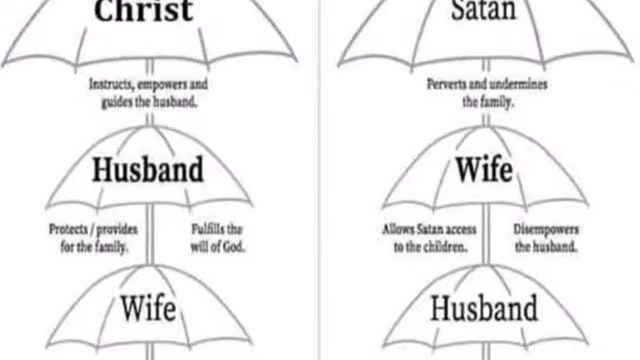 Christ
Instructs, empowers and
guides the husband.
Husband
Protects / provides
for the family.
Fulfills the
will of God.
Wife
Satan
Perverts and undermines
the family.
Wife
Allows Satan access
to the children.
Disempowers
the husband.
Husband